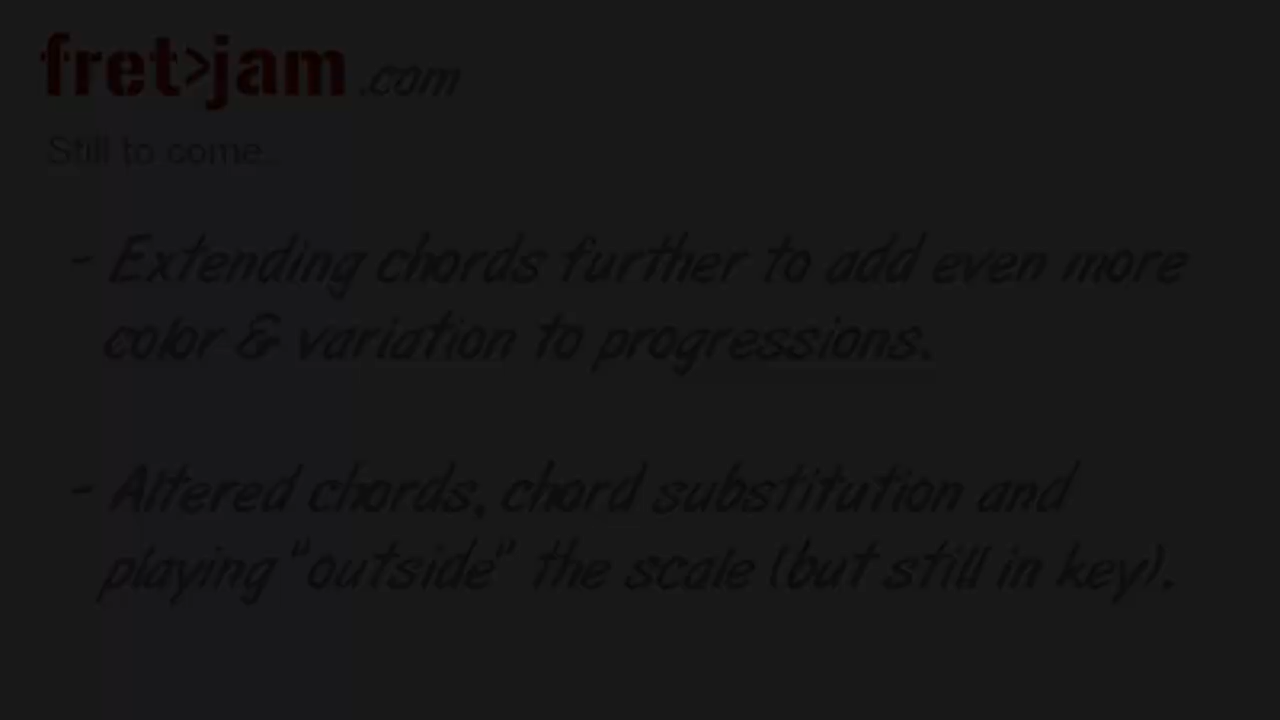 fret>jam.com
Still to come...
- Extending chords further to add even more
color & variation to progressions.
- Altered chords, chord substitution and
playing "outside" the scale (but still in key).